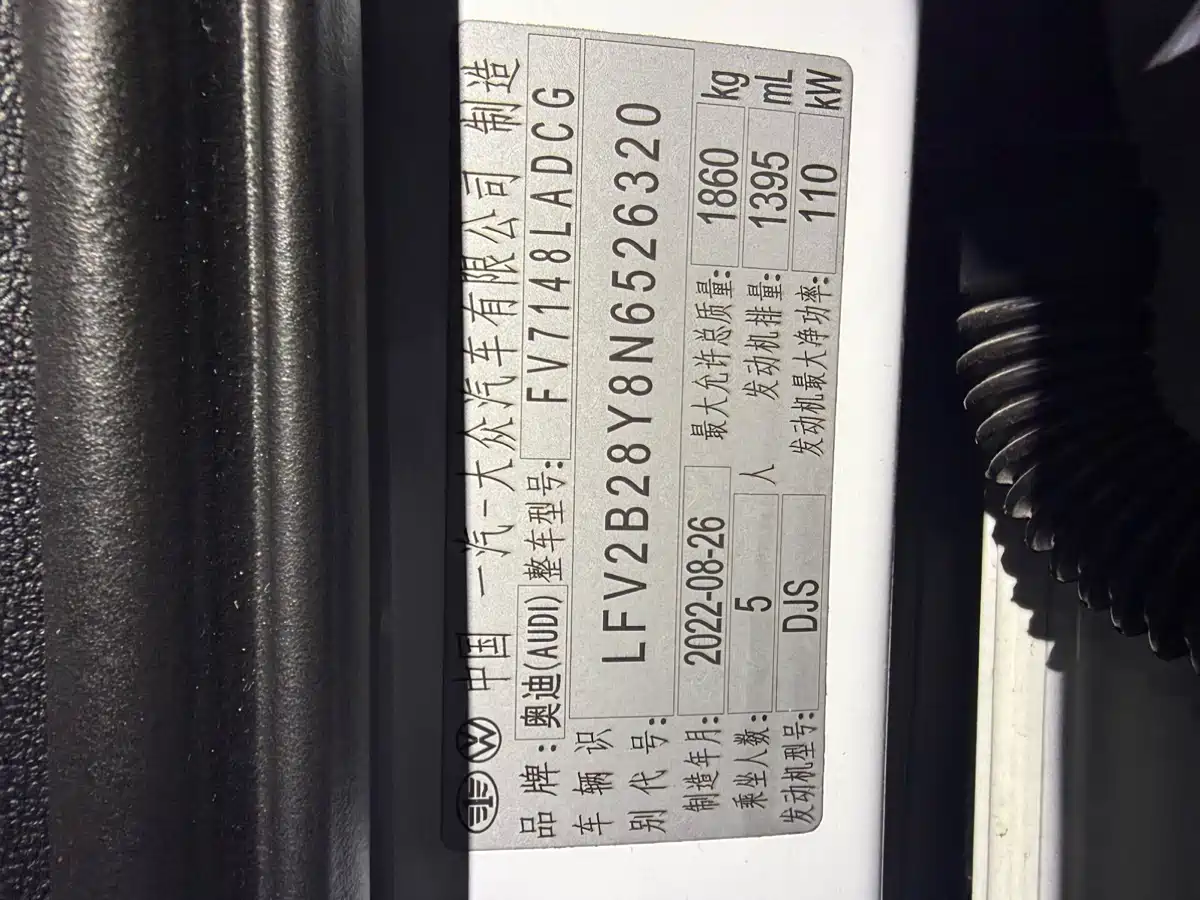 中国 一汽-大众汽车有限公司 制造
品牌:奥迪(AUDI) 整车型号:FV7148LADCG
车辆识别代号: LFV2B28Y8N6526320
制造年月:2022-08-26 最大允许总质量:1860 kg
乘坐人数:5 人 发动机排量:1395 mL
发动机型号:DJS 发动机最大净功率:110 kW